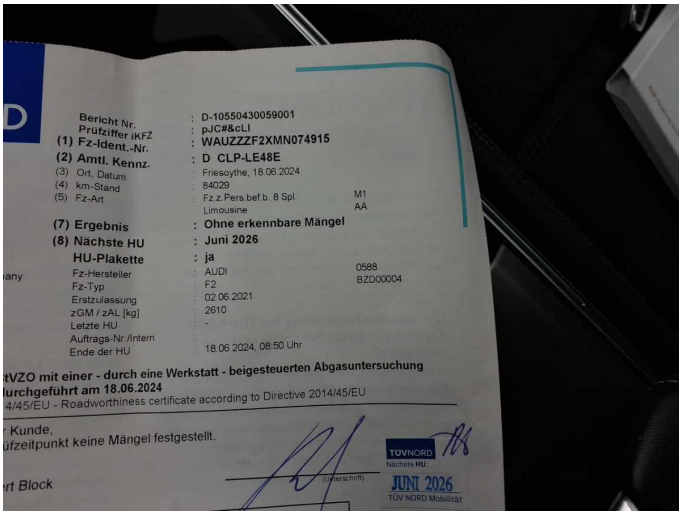 D
Bericht Nr. : D-10550430059001
Prüfziffer iKFZ : pJC#&cLI
(1) Fz-Ident.-Nr. : WAUZZZF2XMN074915
(2) Amtl. Kennz. : D CLP-LE48E
(3) Ort, Datum : Friesoythe, 18.06.2024
(4) km-Stand : 84029
(5) Fz-Art : Fz.z.Pers.bef.b. 8 Spl. M1
Limousine AA
(7) Ergebnis : Ohne erkennbare Mängel
(8) Nächste HU : Juni 2026
HU-Plakette : ja
many
Fz-Hersteller : AUDI 0588
Fz-Typ : F2 BZD00004
Erstzulassung : 02.06.2021
zGM / zAL [kg] : 2610
Letzte HU : -
Auftrags-Nr./Intern :
Ende der HU : 18.06.2024, 08:50 Uhr
StVZO mit einer - durch eine Werkstatt - beigesteuerten Abgasuntersuchung
durchgeführt am 18.06.2024
4/45/EU - Roadworthiness certificate according to Directive 2014/45/EU
r Kunde,
üfzeitpunkt keine Mängel festgestellt.
ert Block
(Unterschrift)
TÜVNORD
Nächste HU:
JUNI 2026
TÜV NORD Mobilität